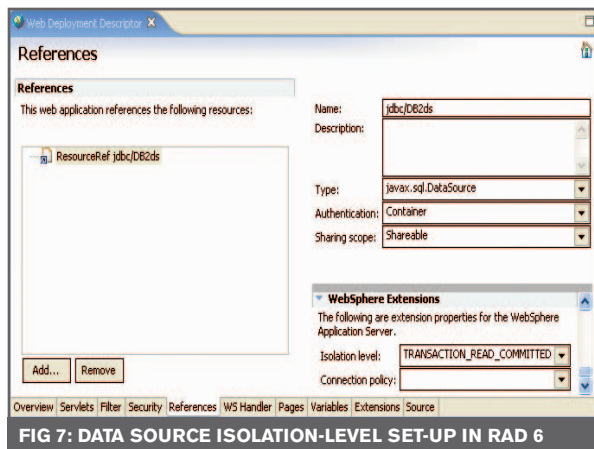 Web Deployment Descriptor
References
References
This web application references the following resources:
ResourceRef jdbc/DB2ds
Add...
Remove
Name:
jdbc/DB2ds
Description:
Type:
javax.sql.DataSource
Authentication:
Container
Sharing scope:
Shareable
WebSphere Extensions
The following are extension properties for the WebSphere
Application Server.
Isolation level:
TRANSACTION_READ_COMMITTED
Connection policy:
Overview Servlets Filter Security References WS Handler Pages Variables Extensions Source
FIG 7: DATA SOURCE ISOLATION-LEVEL SET-UP IN RAD 6